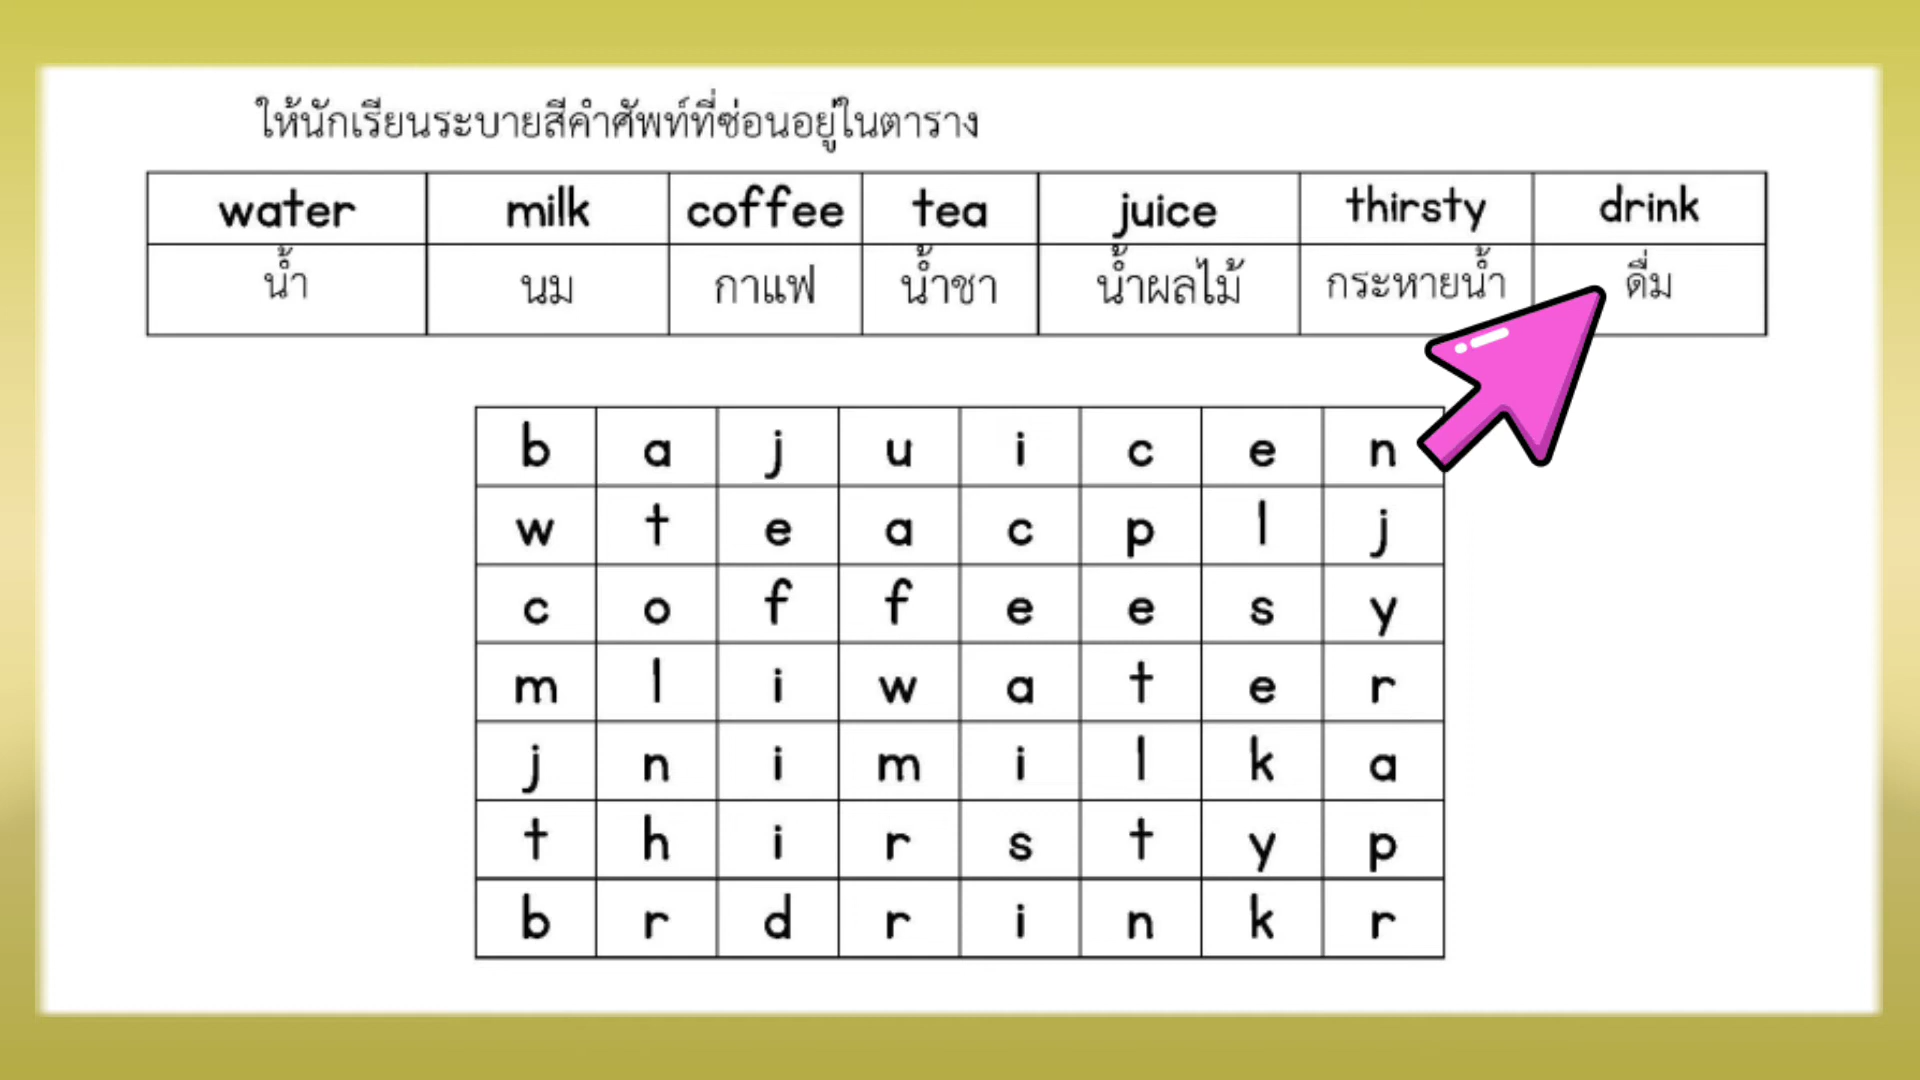 ให้นักเรียนระบายสีคำศัพท์ที่ซ่อนอยู่ในตาราง
water milk coffee tea juice thirsty drink
น้ำ นม กาแฟ น้ำชา น้ำผลไม้ กระหายน้ำ ดื่ม
b a j u i c e n
w t e a c p l j
c o f f e e s y
m l i w a t e r
j n i m i l k a
t h i r s t y p
b r d r i n k r